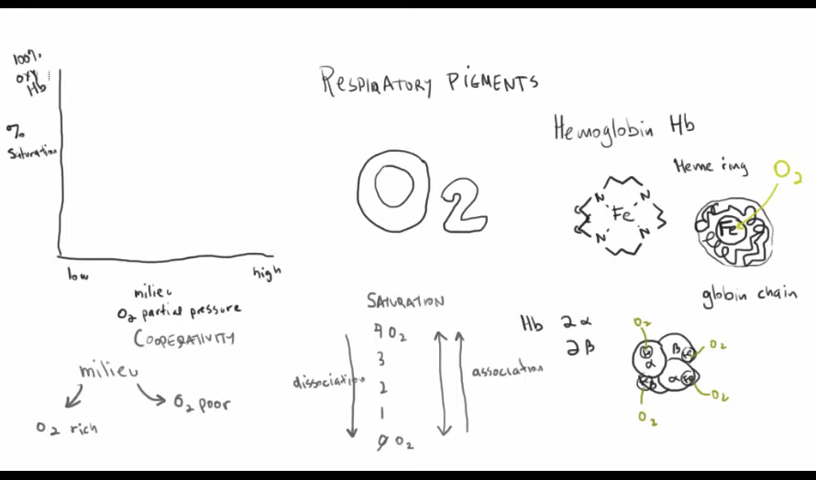 RESPIRATORY PIGMENTS
100%
oxy
Hb
%
Saturation
low
high
milieu
O2 partial pressure
COOPERATIVITY
milieu
O2 rich
O2 poor
O2
SATURATION
4 O2
3
2
1
0 O2
dissociation
association
Hemoglobin Hb
Heme ring
O2
N
N
Fe
N
N
Fe
globin chain
Hb 2α
2β
O2
O2
O2
O2
β
α
α